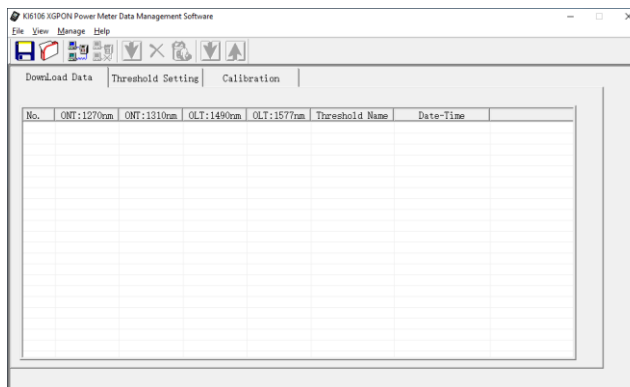 KI6106 XGPON Power Meter Data Management Software
File View Manage Help
DownLoad Data Threshold Setting Calibration
No. ONT:1270nm ONT:1310nm OLT:1490nm OLT:1577nm Threshold Name Date-Time